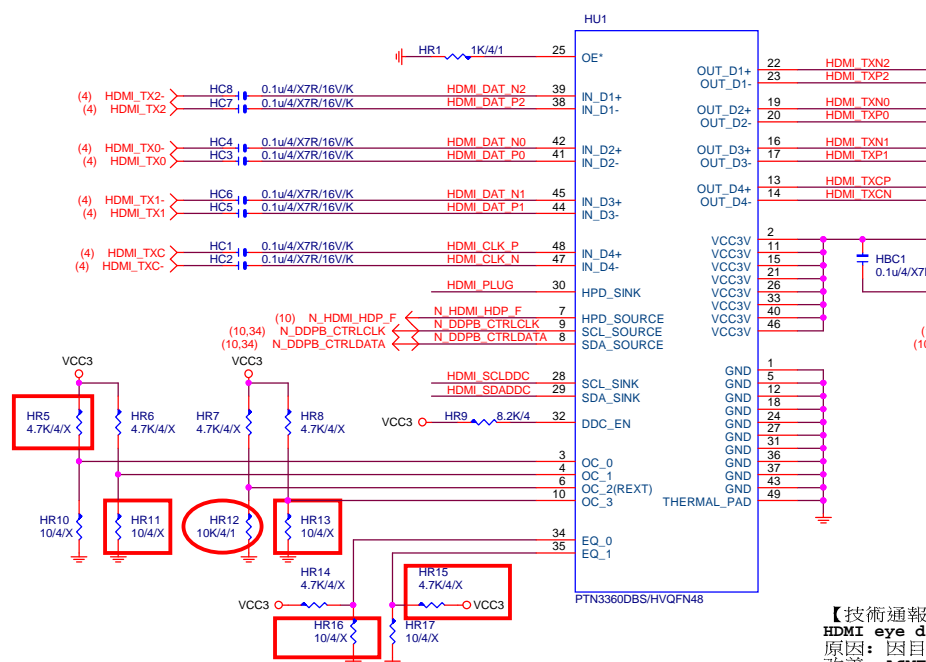 HU1
HR1 1K/4/1 25 OE*
OUT_D1+ 22 HDMI_TXN2
OUT_D1- 23 HDMI_TXP2
(4) HDMI_TX2- HC8 0.1u/4/X7R/16V/K HDMI_DAT_N2 39 IN_D1+
(4) HDMI_TX2 HC7 0.1u/4/X7R/16V/K HDMI_DAT_P2 38 IN_D1-
OUT_D2+ 19 HDMI_TXN0
OUT_D2- 20 HDMI_TXP0
(4) HDMI_TX0- HC4 0.1u/4/X7R/16V/K HDMI_DAT_N0 42 IN_D2+
(4) HDMI_TX0 HC3 0.1u/4/X7R/16V/K HDMI_DAT_P0 41 IN_D2-
OUT_D3+ 16 HDMI_TXN1
OUT_D3- 17 HDMI_TXP1
OUT_D4+ 13 HDMI_TXCP
OUT_D4- 14 HDMI_TXCN
(4) HDMI_TX1- HC6 0.1u/4/X7R/16V/K HDMI_DAT_N1 45 IN_D3+
(4) HDMI_TX1 HC5 0.1u/4/X7R/16V/K HDMI_DAT_P1 44 IN_D3-
(4) HDMI_TXC HC1 0.1u/4/X7R/16V/K HDMI_CLK_P 48 IN_D4+
(4) HDMI_TXC- HC2 0.1u/4/X7R/16V/K HDMI_CLK_N 47 IN_D4-
VCC3V 2
VCC3V 11
VCC3V 15
VCC3V 21
VCC3V 26
VCC3V 33
VCC3V 40
VCC3V 46
HBC1
0.1u/4/X7
HDMI_PLUG 30 HPD_SINK
(10) N_HDMI_HDP_F N_HDMI_HDP_F 7 HPD_SOURCE
(10,34) N_DDPB_CTRLCLK N_DDPB_CTRLCLK 9 SCL_SOURCE
(10,34) N_DDPB_CTRLDATA N_DDPB_CTRLDATA 8 SDA_SOURCE
(
(10
HDMI_SCLDDC 28 SCL_SINK
HDMI_SDADDC 29 SDA_SINK
VCC3 HR9 8.2K/4 32 DDC_EN
GND 1
GND 5
GND 12
GND 18
GND 24
GND 27
GND 31
GND 36
GND 37
GND 43
THERMAL_PAD 49
VCC3 VCC3
HR5 HR6 HR7 HR8
4.7K/4/X 4.7K/4/X 4.7K/4/X 4.7K/4/X
3 OC_0
4 OC_1
6 OC_2(REXT)
10 OC_3
HR10 HR11 HR12 HR13
10/4/X 10/4/X 10K/4/1 10/4/X
34 EQ_0
35 EQ_1
HR14 HR15
4.7K/4/X 4.7K/4/X
VCC3 VCC3
HR16 HR17
10/4/X 10/4/X
PTN3360DBS/HVQFN48
【技術通報
HDMI eye d
原因: 因目